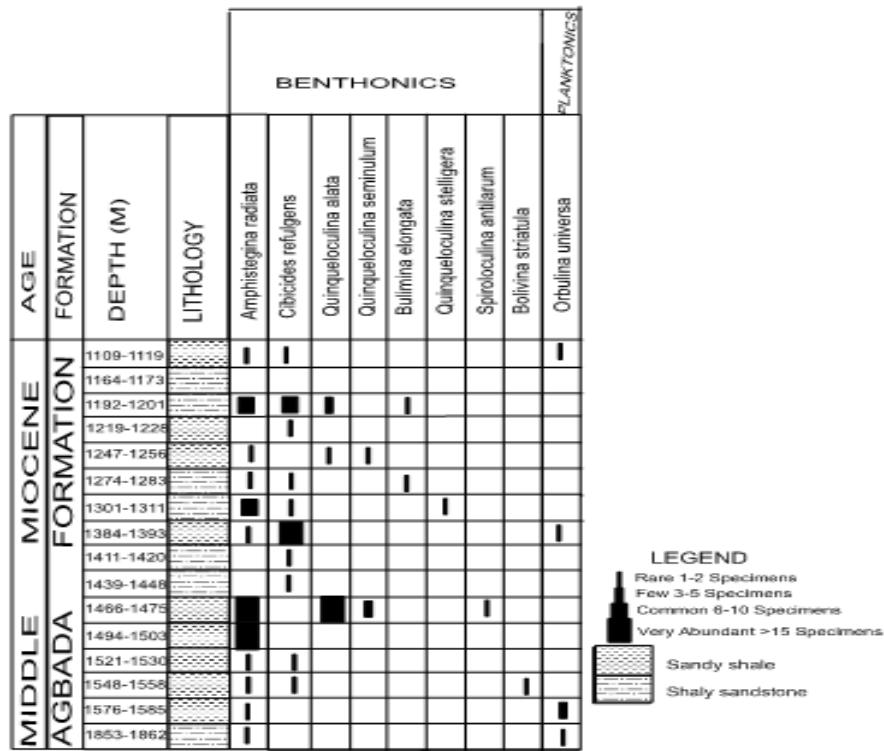 BENTHONICS
PLANKTONICS
AGE
FORMATION
DEPTH (M)
LITHOLOGY
Amphistegina radiata
Cibicides refulgens
Quinqueloculina alata
Quinqueloculina seminulum
Bulimina elongata
Quinqueloculina stelligera
Spiroloculina antilarum
Bolivina striatula
Orbulina universa
MIDDLE MIOCENE
AGBADA FORMATION
1109-1119
1164-1173
1192-1201
1219-1228
1247-1256
1274-1283
1301-1311
1384-1393
1411-1420
1439-1448
1466-1475
1494-1503
1521-1530
1548-1558
1576-1585
1853-1862
LEGEND
Rare 1-2 Specimens
Few 3-5 Specimens
Common 6-10 Specimens
Very Abundant >15 Specimens
Sandy shale
Shaly sandstone